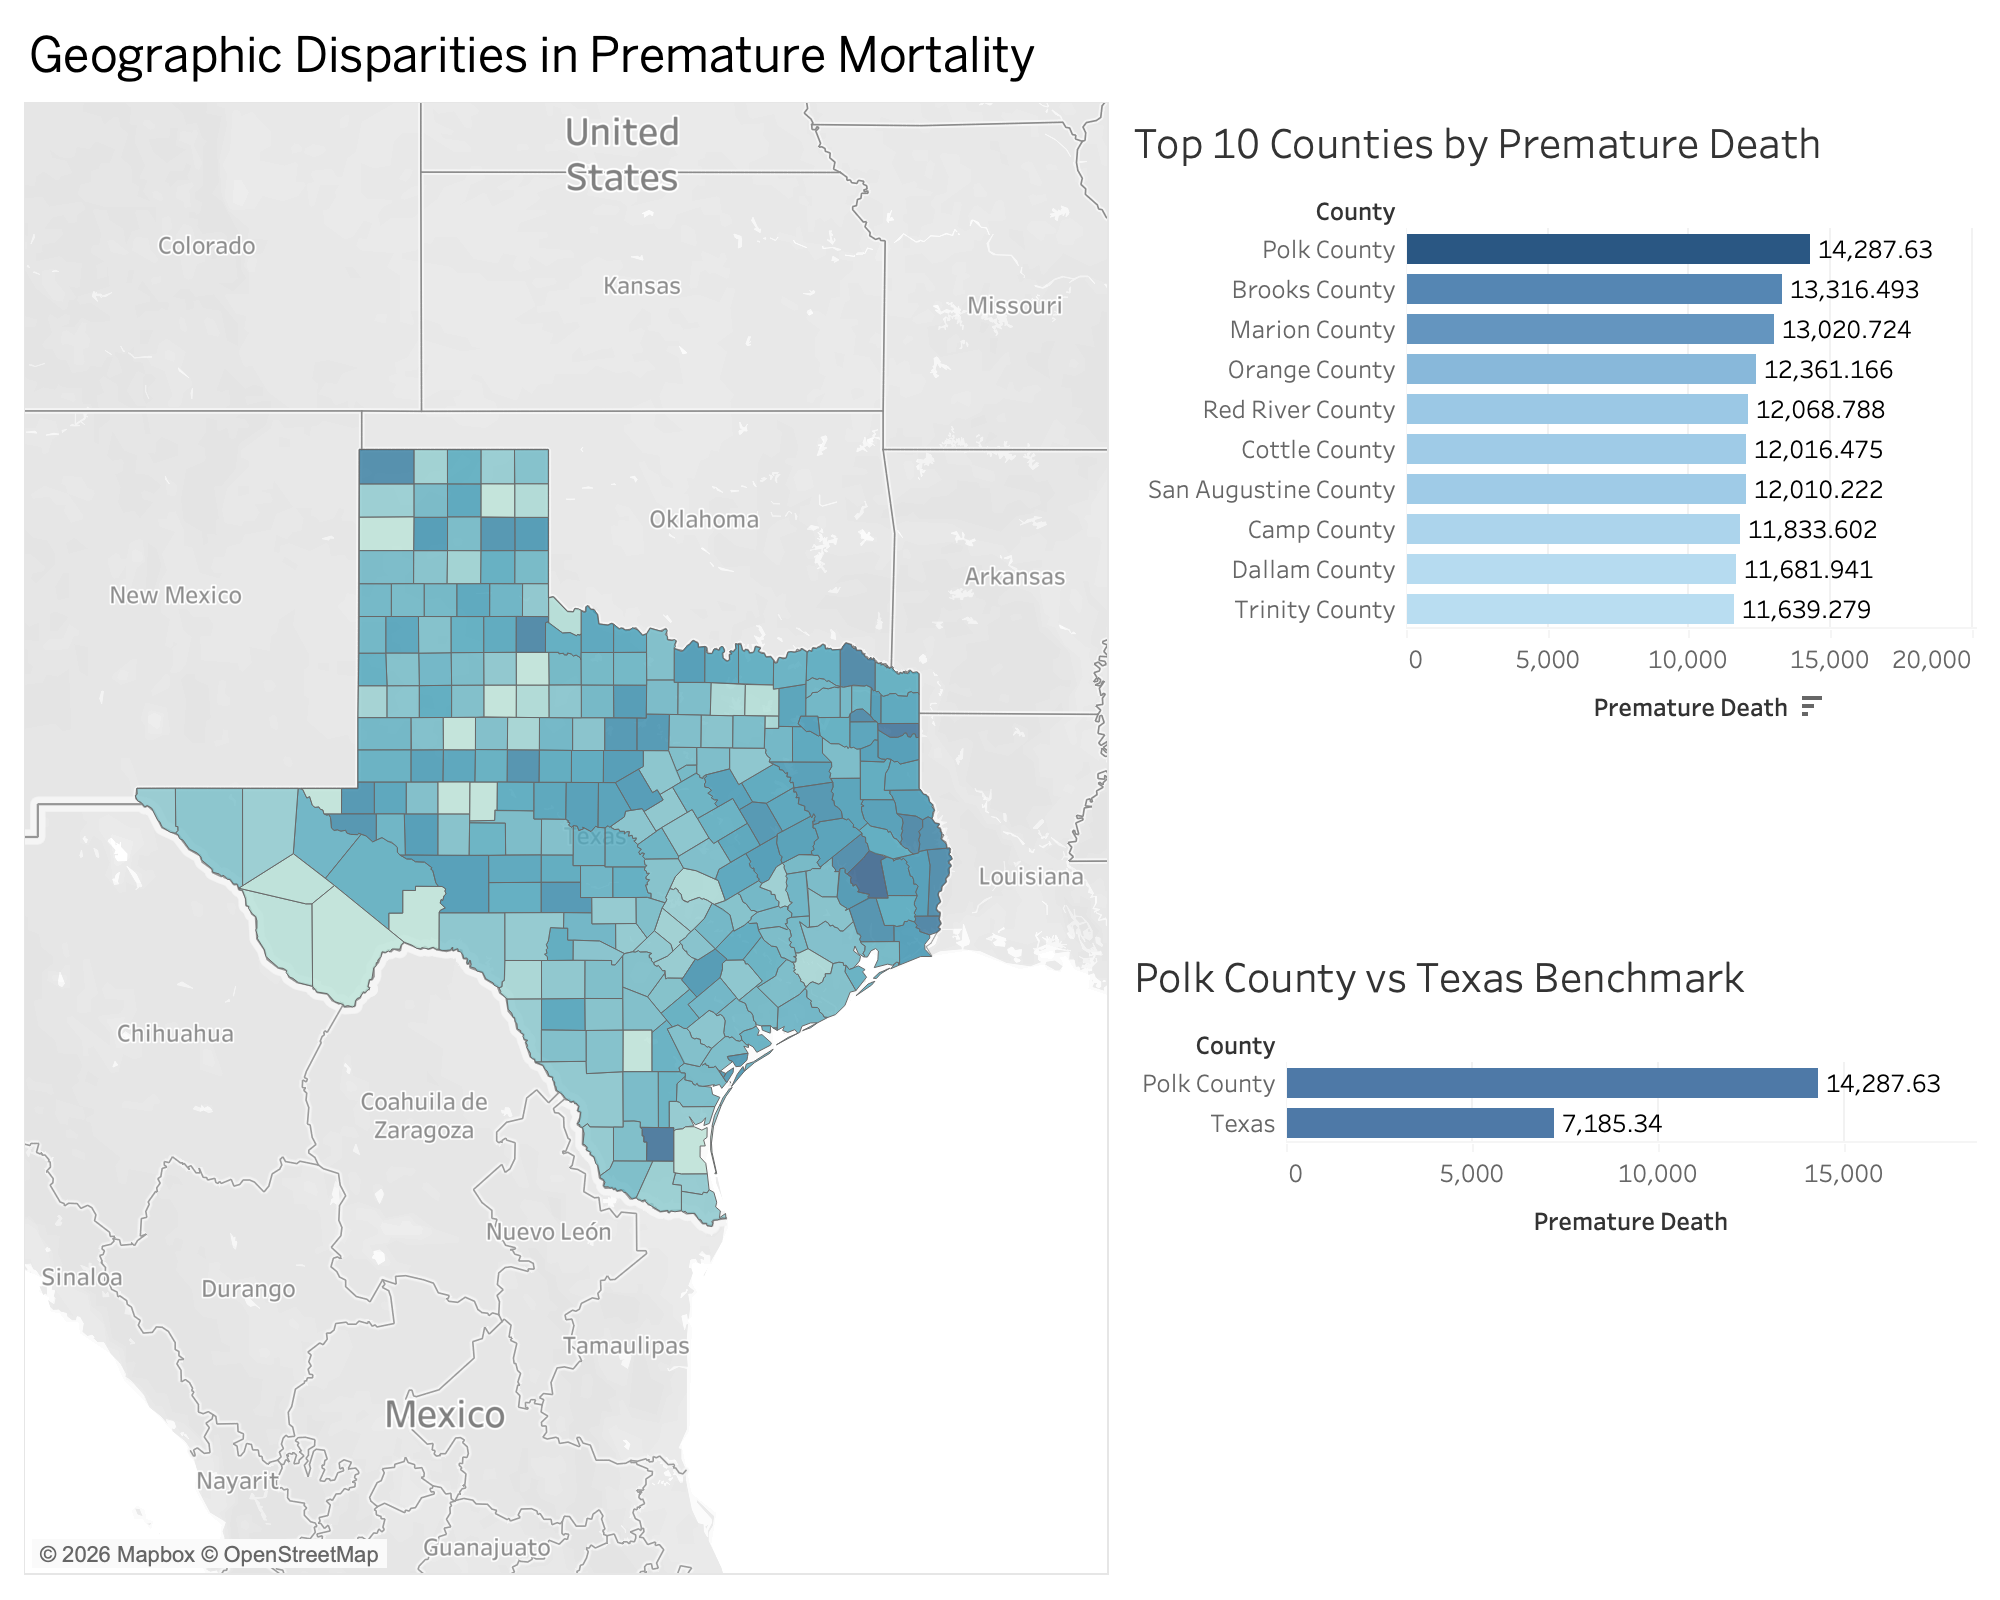 Geographic Disparities in Premature Mortality
United
States
Colorado
Kansas
Missouri
Oklahoma
New Mexico
Arkansas
Texas
Louisiana
Chihuahua
Coahuila de
Zaragoza
Nuevo León
Sinaloa
Durango
Tamaulipas
Mexico
Nayarit
Guanajuato
© 2026 Mapbox © OpenStreetMap
Top 10 Counties by Premature Death
County
Polk County 14,287.63
Brooks County 13,316.493
Marion County 13,020.724
Orange County 12,361.166
Red River County 12,068.788
Cottle County 12,016.475
San Augustine County 12,010.222
Camp County 11,833.602
Dallam County 11,681.941
Trinity County 11,639.279
0 5,000 10,000 15,000 20,000
Premature Death
Polk County vs Texas Benchmark
County
Polk County 14,287.63
Texas 7,185.34
0 5,000 10,000 15,000
Premature Death